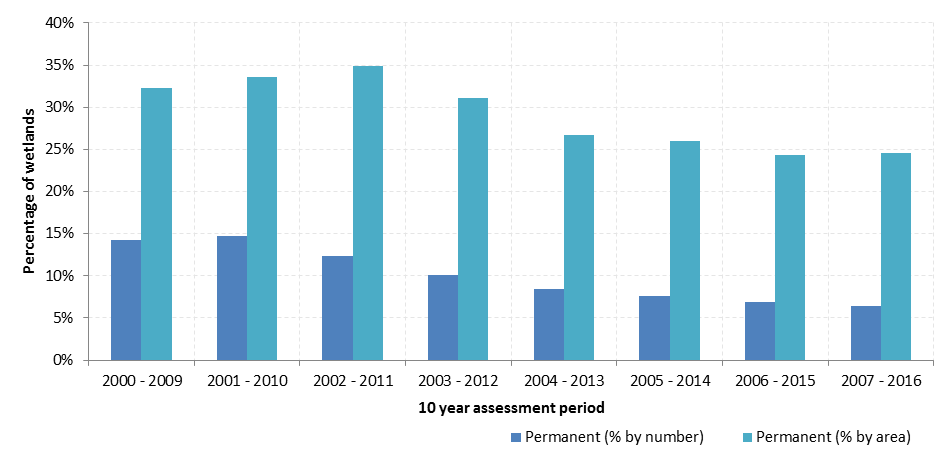 40%
35%
30%
25%
20%
15%
10%
5%
0%
Percentage of wetlands
2000 - 2009 2001 - 2010 2002 - 2011 2003 - 2012 2004 - 2013 2005 - 2014 2006 - 2015 2007 - 2016
10 year assessment period
Permanent (% by number) Permanent (% by area)